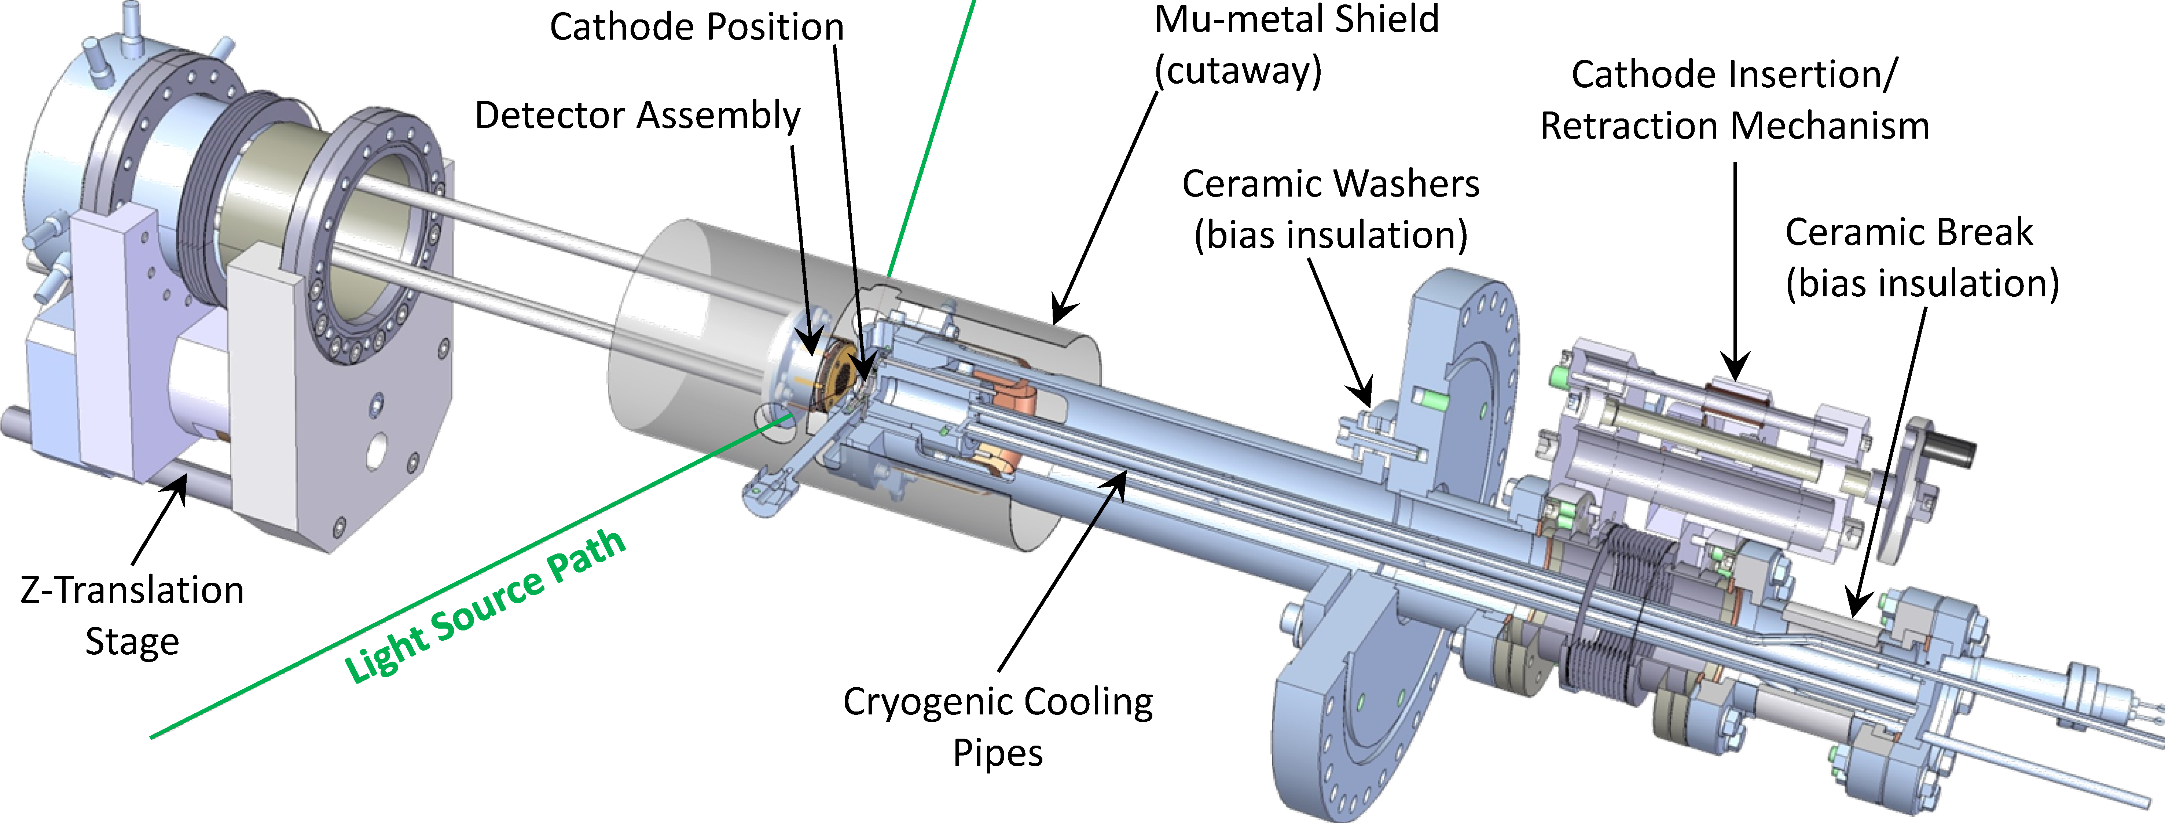 Cathode Position
Detector Assembly
Mu-metal Shield
(cutaway)
Cathode Insertion/
Retraction Mechanism
Ceramic Washers
(bias insulation)
Ceramic Break
(bias insulation)
Z-Translation
Stage
Light Source Path
Cryogenic Cooling
Pipes